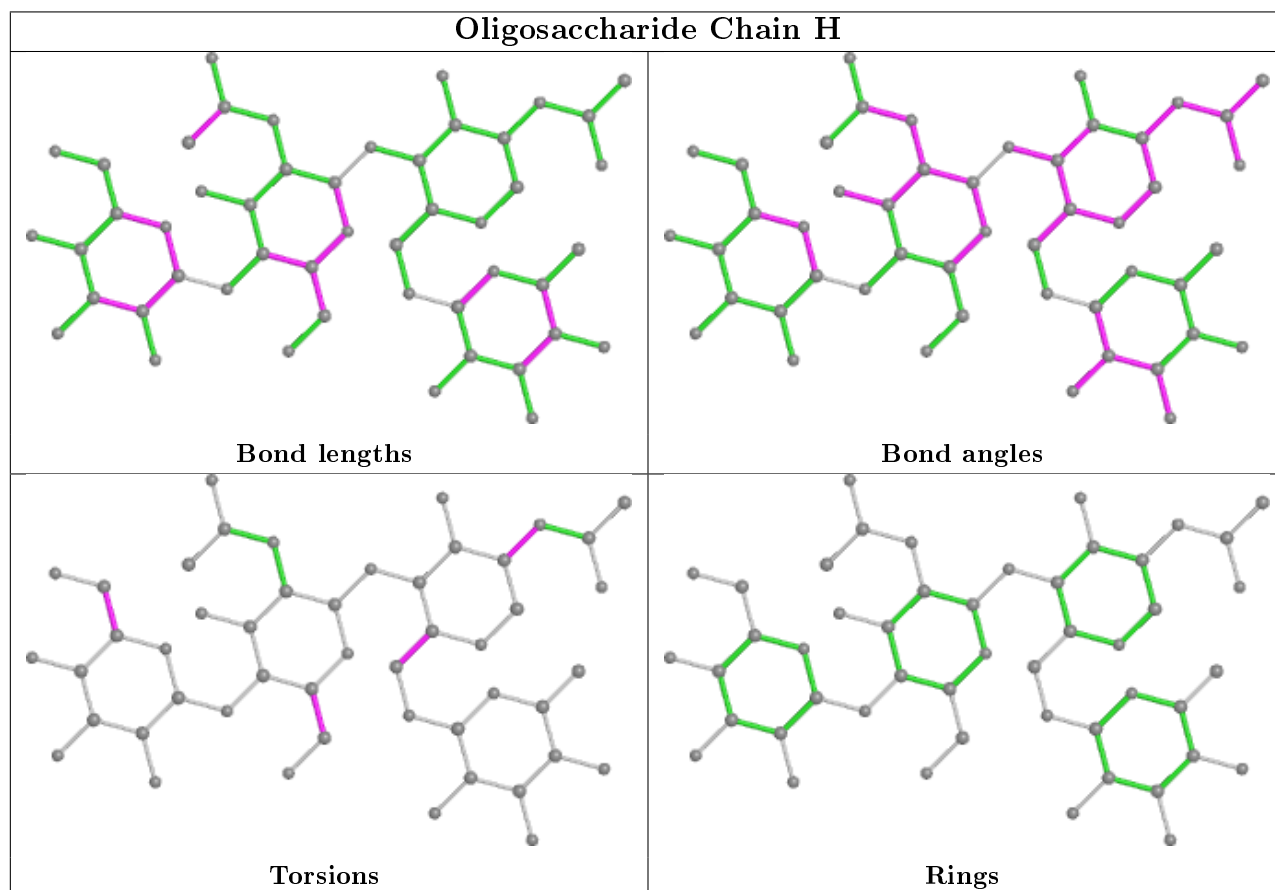 Oligosaccharide Chain H
Bond lengths
Bond angles
Torsions
Rings